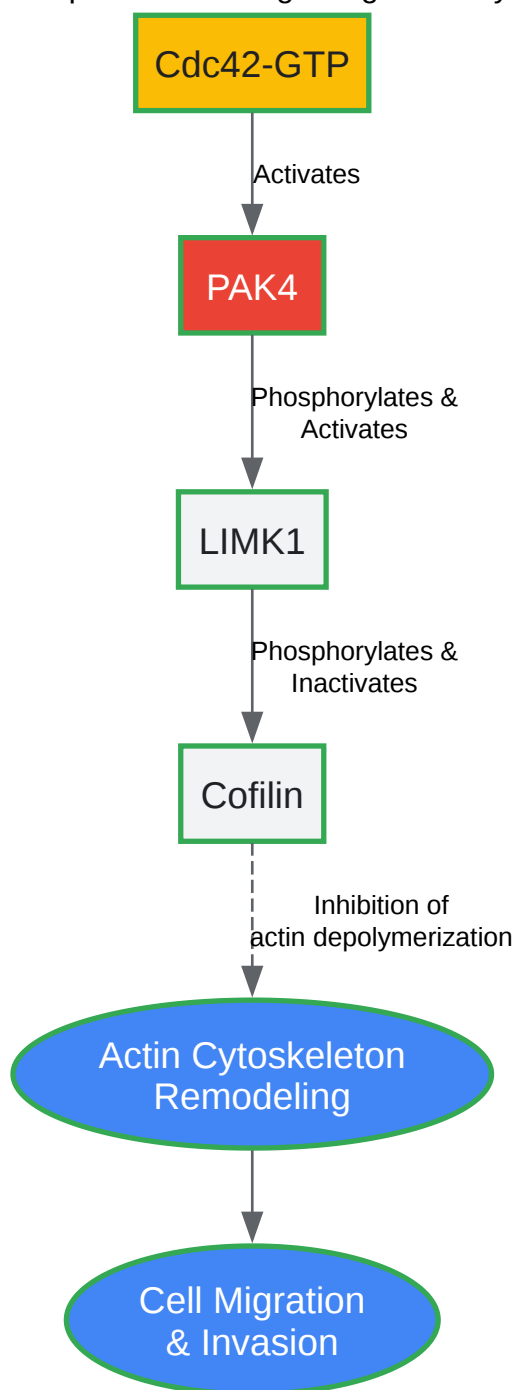 Cdc42-GTP
Activates
PAK4
Phosphorylates &
Activates
LIMK1
Phosphorylates &
Inactivates
Cofilin
Inhibition of
actin depolymerization
Actin Cytoskeleton
Remodeling
Cell Migration
& Invasion